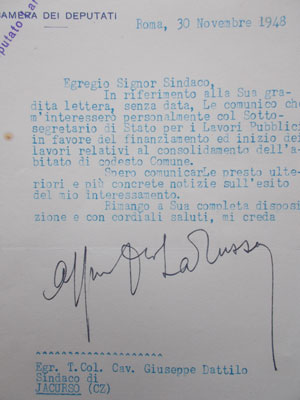 CAMERA DEI DEPUTATI
Roma, 30 Novembre 1948
Egregio Signor Sindaco,
In riferimento alla Sua gra-
dita lettera, senza data, Le comunico che
m'interesserò personalmente col Sotto-
segretario di Stato per i Lavori Pubblici
in favore del finanziamento ed inizio dei
lavori relativi al consolidamento dell'a-
bitato di codesto Comune.
Spero comunicarLe presto ulte-
riori e più concrete notizie sull'esito
del mio interessamento.
Rimango a Sua completa disposi
zione e con cordiali saluti, mi creda
La Russa
Egr. T.Col. Cav. Giuseppe Dattilo
Sindaco di
JACURSO (CZ)